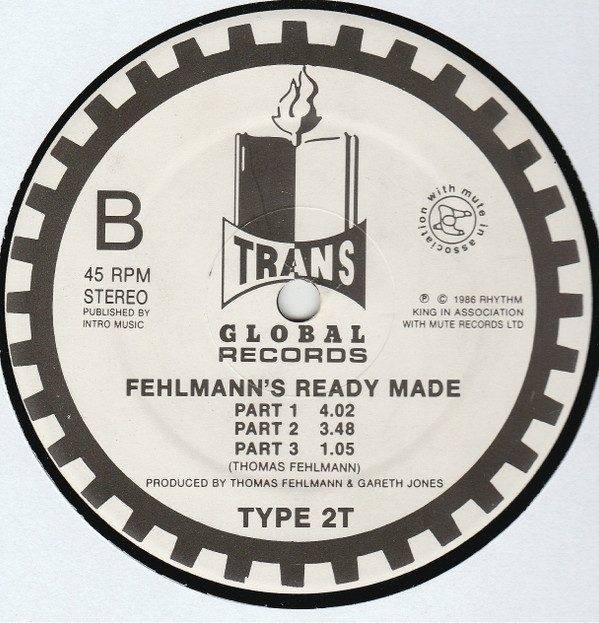 B
45 RPM
STEREO
PUBLISHED BY
INTRO MUSIC
TRANS
GLOBAL
RECORDS
in association with mute
℗ © 1986 RHYTHM
KING IN ASSOCIATION
WITH MUTE RECORDS LTD
FEHLMANN'S READY MADE
PART 1 4.02
PART 2 3.48
PART 3 1.05
(THOMAS FEHLMANN)
PRODUCED BY THOMAS FEHLMANN & GARETH JONES
TYPE 2T